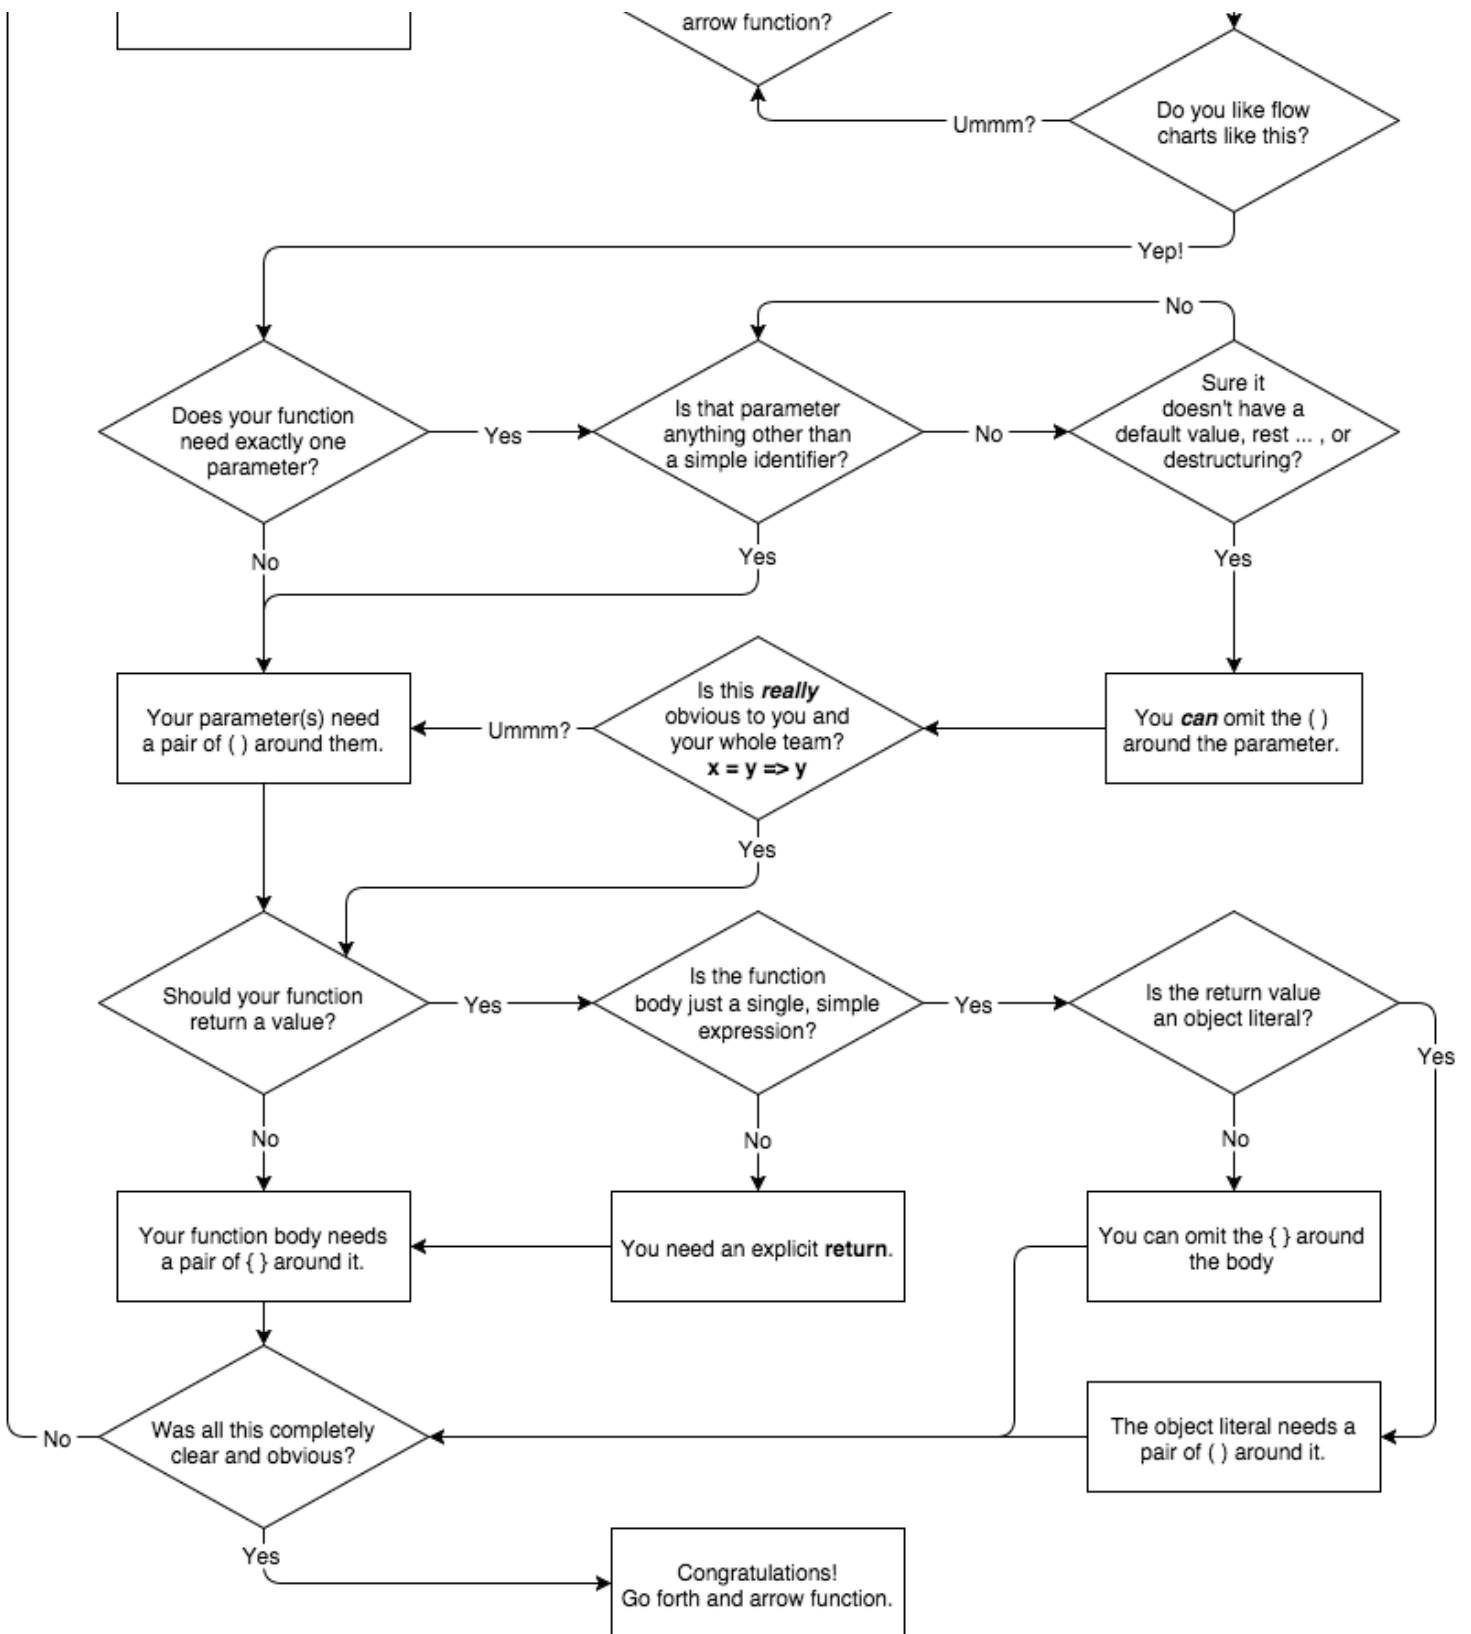 arrow function?
Do you like flow
charts like this?
Ummm?
Yep!
No
Does your function
need exactly one
parameter?
Yes
Is that parameter
anything other than
a simple identifier?
No
Sure it
doesn't have a
default value, rest ... , or
destructuring?
No
Yes
Yes
Your parameter(s) need
a pair of ( ) around them.
Ummm?
Is this really
obvious to you and
your whole team?
x = y => y
You can omit the ( )
around the parameter.
Yes
Should your function
return a value?
Yes
Is the function
body just a single, simple
expression?
Yes
Is the return value
an object literal?
Yes
No
No
No
Your function body needs
a pair of { } around it.
You need an explicit return.
You can omit the { } around
the body
No
Was all this completely
clear and obvious?
The object literal needs a
pair of ( ) around it.
Yes
Congratulations!
Go forth and arrow function.